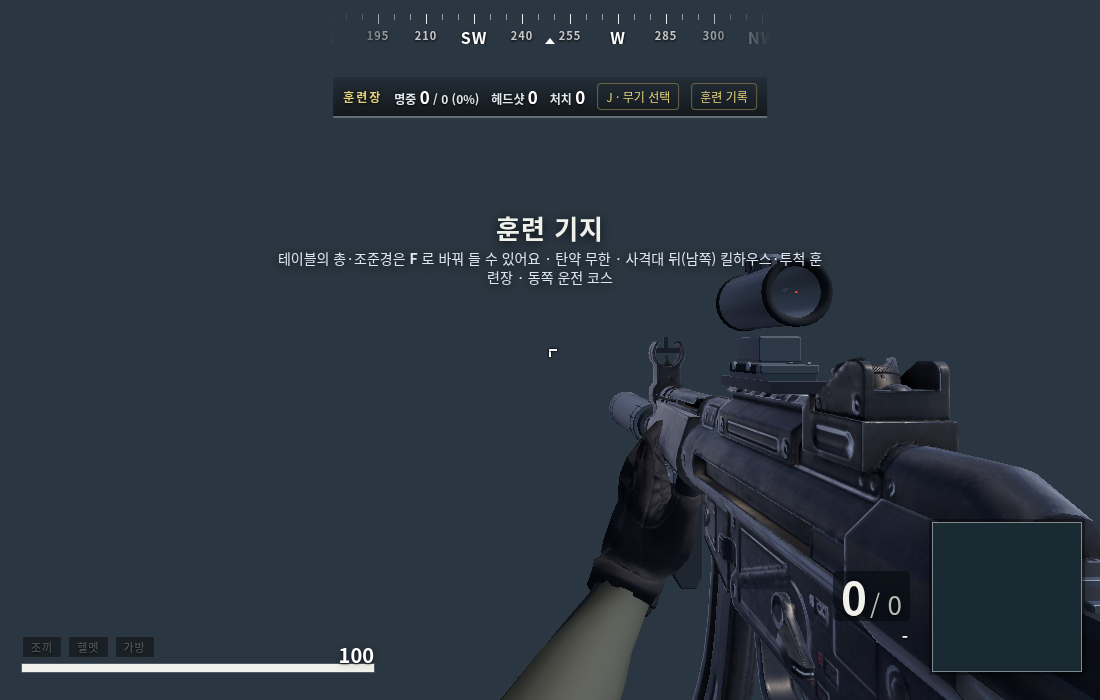 195 210 SW 240 255 W 285 300 NW
훈련장 명중 0 / 0 (0%) 헤드샷 0 처치 0 J · 무기 선택 훈련 기록
훈련 기지
테이블의 총·조준경은 F 로 바꿔 들 수 있어요 · 탄약 무한 · 사격대 뒤(남쪽) 킬하우스·투척 훈
련장 · 동쪽 운전 코스
0 / 0
-
조끼 헬멧 가방
100